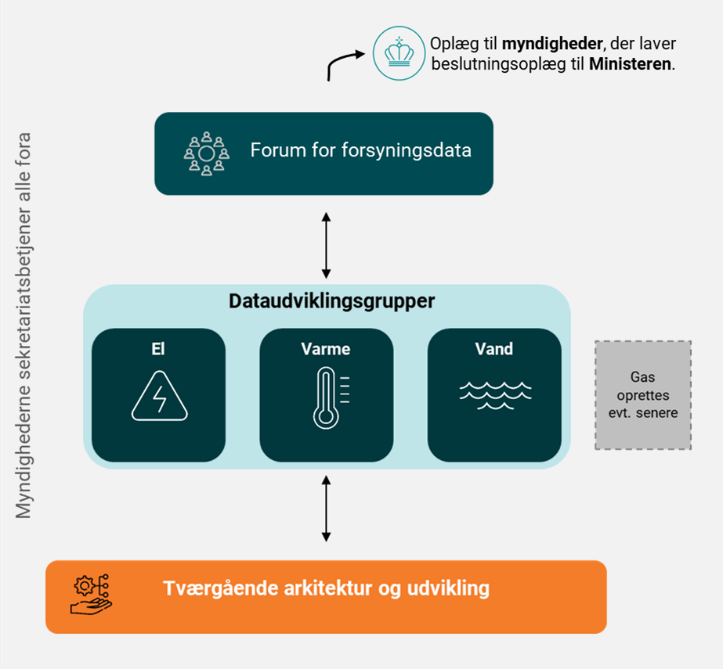 Oplæg til myndigheder, der laver
beslutningsoplæg til Ministeren.
Forum for forsyningsdata
Myndighederne sekretariatsbetjener alle fora
Dataudviklingsgrupper
El
Varme
Vand
Gas
oprettes
evt. senere
Tværgående arkitektur og udvikling